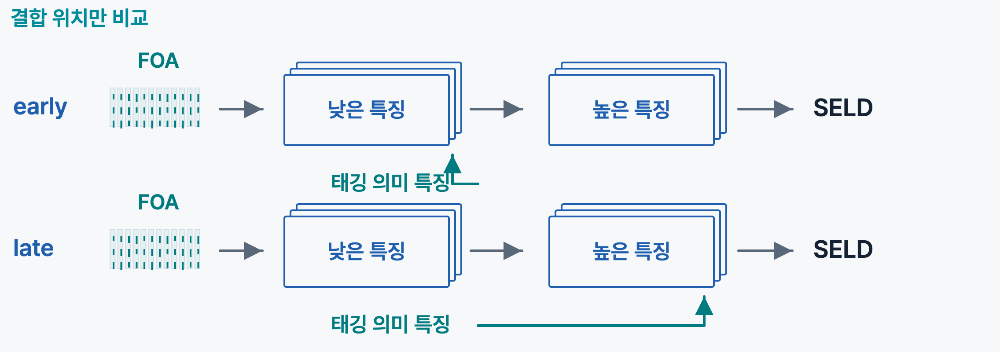 결합 위치만 비교
FOA
early
낮은 특징
높은 특징
SELD
태깅 의미 특징
FOA
late
낮은 특징
높은 특징
SELD
태깅 의미 특징